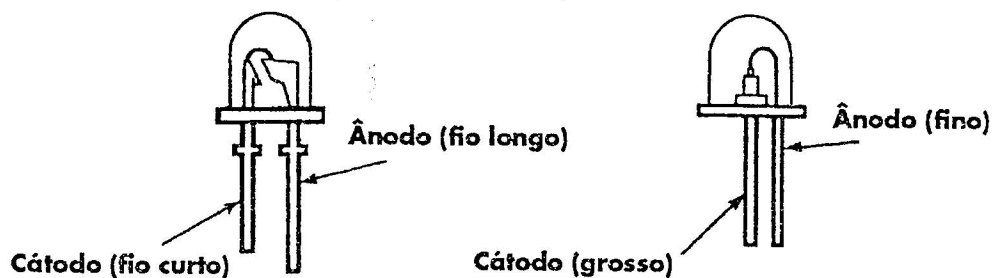 Ânodo (fio longo)
Cátodo (fio curto)
Ânodo (fino)
Cátodo (grosso)